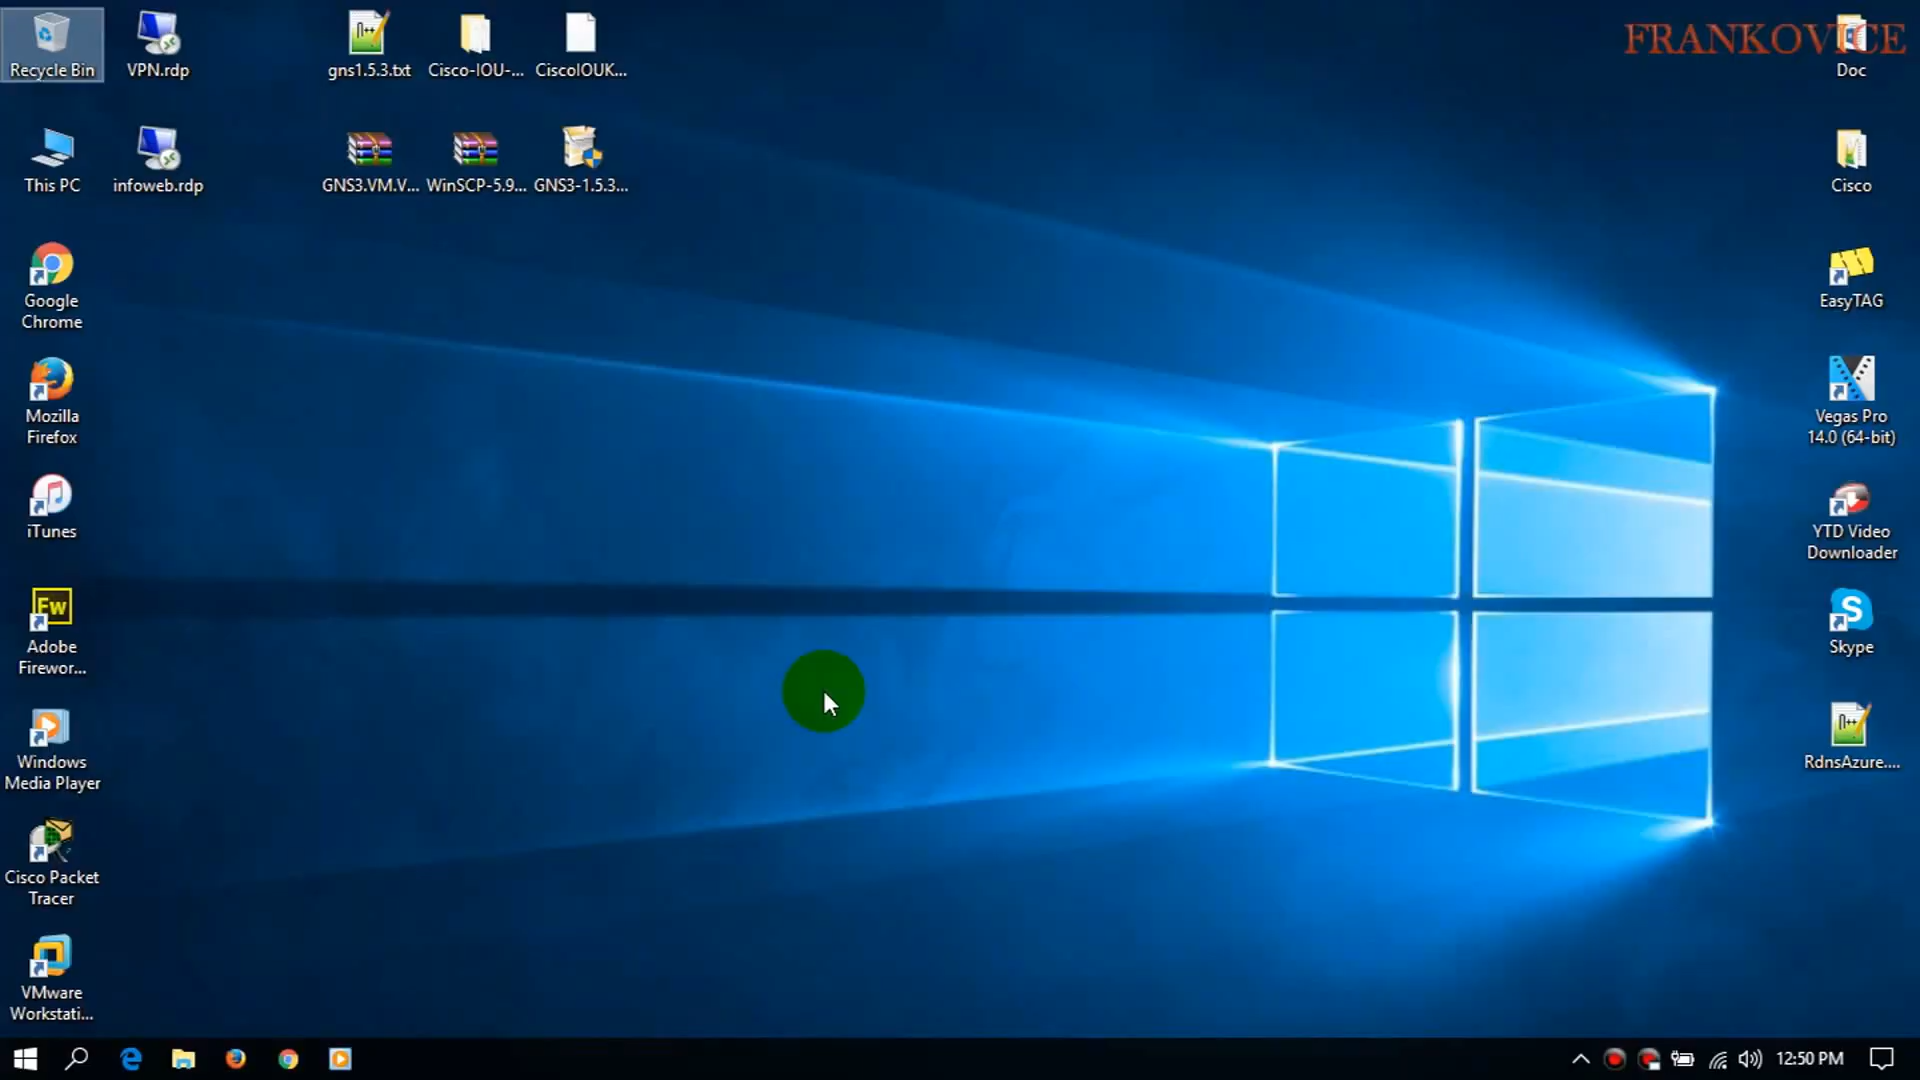 Recycle Bin
VPN.rdp
gns1.5.3.txt
Cisco-IOU-...
CiscoIOUK...
FRANKOVICE
Doc
This PC
infoweb.rdp
GNS3.VM.V...
WinSCP-5.9...
GNS3-1.5.3...
Cisco
Google
Chrome
EasyTAG
Mozilla
Firefox
Vegas Pro
14.0 (64-bit)
iTunes
YTD Video
Downloader
Fw
Adobe
Firewor...
S
Skype
Windows
Media Player
n++
RdnsAzure....
Cisco Packet
Tracer
VMware
Workstati...
12:50 PM